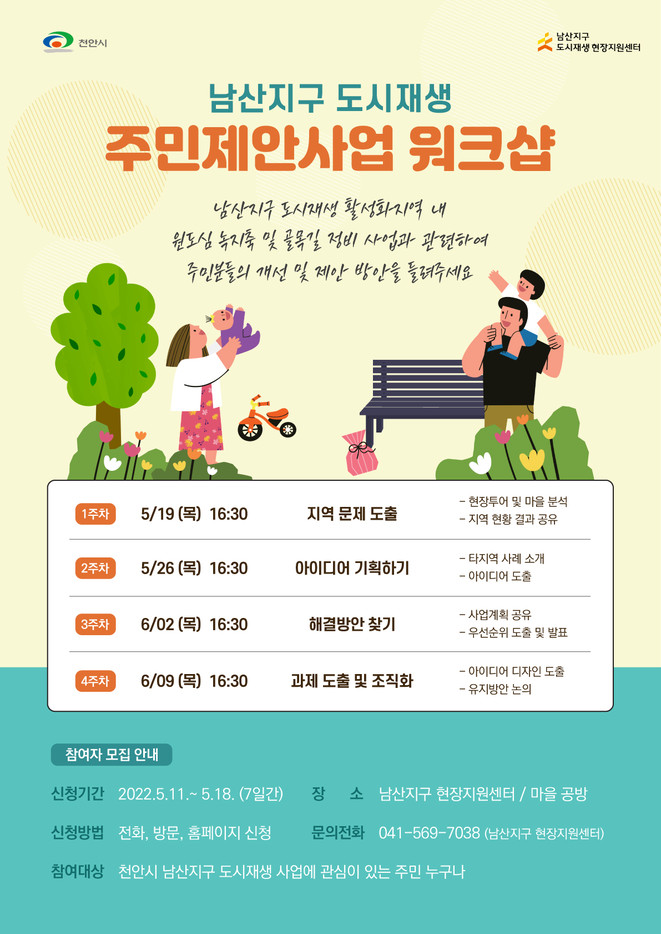 천안시
남산지구
도시재생 현장지원센터
남산지구 도시재생
주민제안사업 워크샵
남산지구 도시재생 활성화지역 내
원도심 녹지축 및 골목길 정비 사업과 관련하여
주민분들의 개선 및 제안 방안을 들려주세요
1주차 5/19 (목) 16:30 지역 문제 도출
- 현장투어 및 마을 분석
- 지역 현황 결과 공유
2주차 5/26 (목) 16:30 아이디어 기획하기
- 타지역 사례 소개
- 아이디어 도출
3주차 6/02 (목) 16:30 해결방안 찾기
- 사업계획 공유
- 우선순위 도출 및 발표
4주차 6/09 (목) 16:30 과제 도출 및 조직화
- 아이디어 디자인 도출
- 유지방안 논의
참여자 모집 안내
신청기간 2022.5.11.~ 5.18. (7일간) 장 소 남산지구 현장지원센터 / 마을 공방
신청방법 전화, 방문, 홈페이지 신청 문의전화 041-569-7038 (남산지구 현장지원센터)
참여대상 천안시 남산지구 도시재생 사업에 관심이 있는 주민 누구나